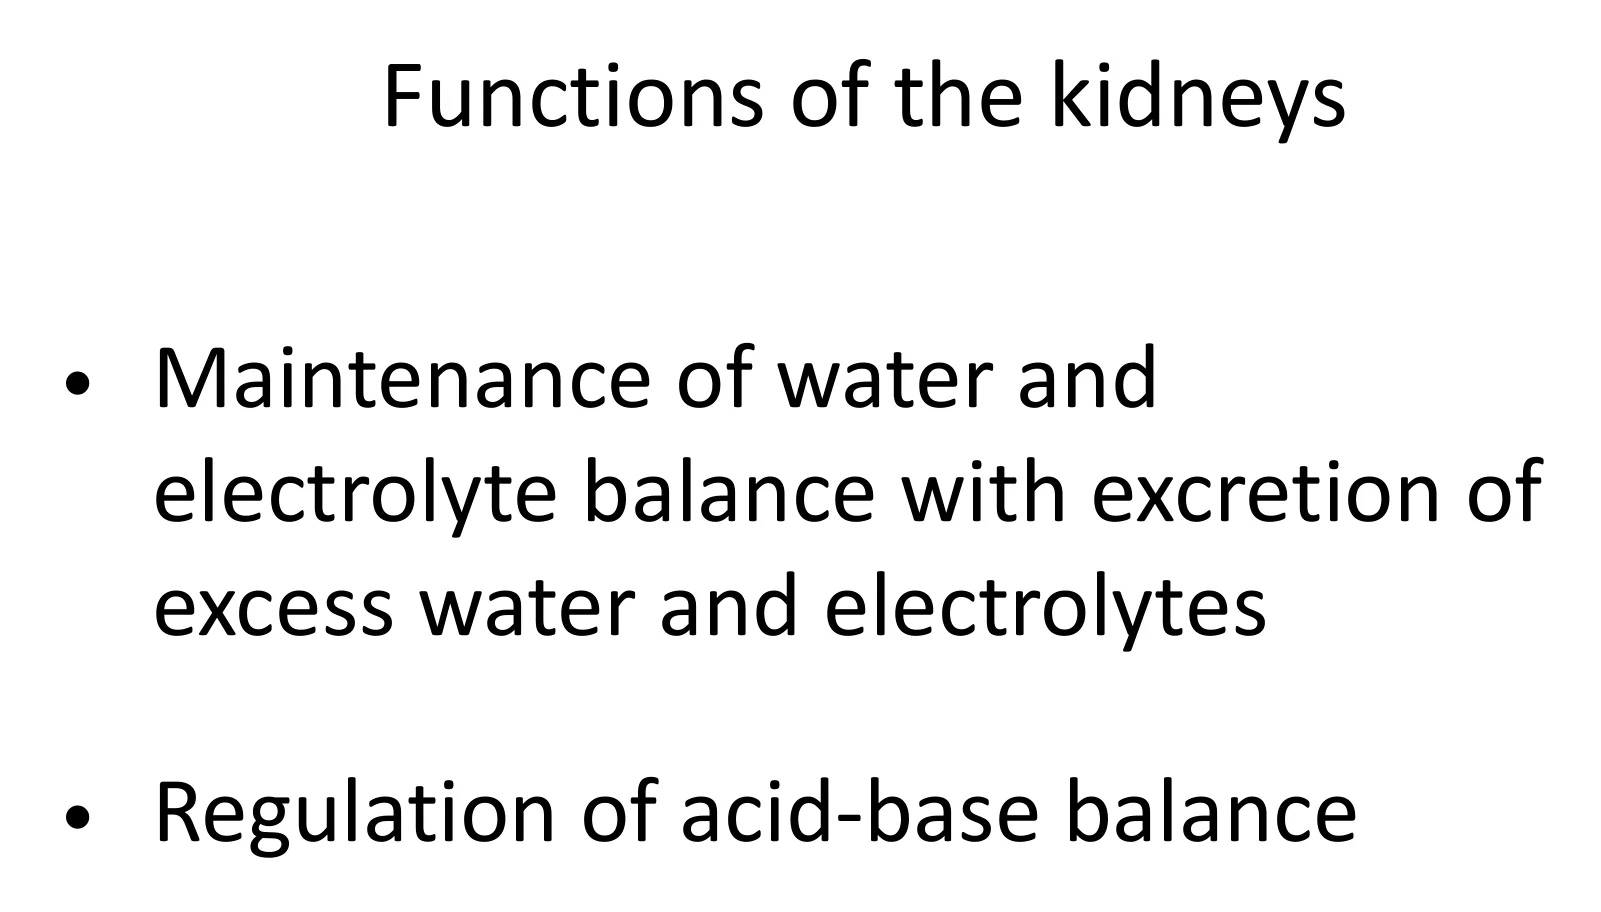 Functions of the kidneys
• Maintenance of water and
electrolyte balance with excretion of
excess water and electrolytes
• Regulation of acid-base balance